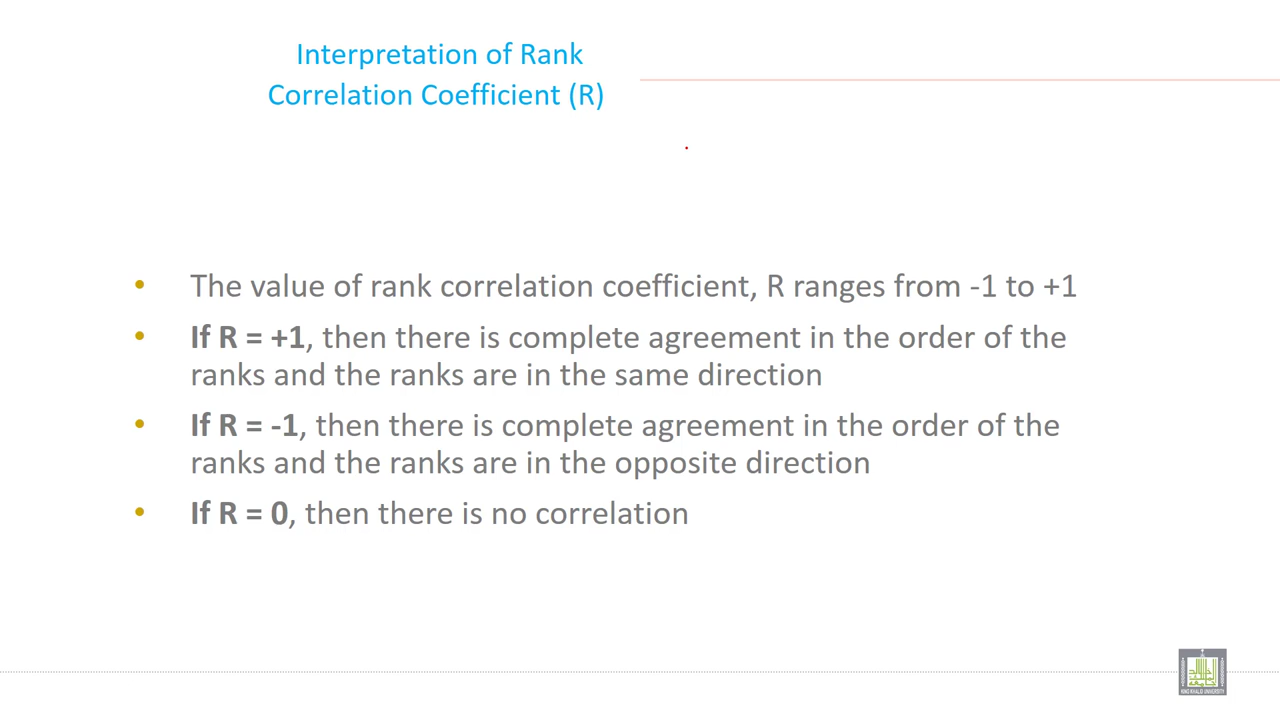 Interpretation of Rank
Correlation Coefficient (R)
• The value of rank correlation coefficient, R ranges from -1 to +1
• If R = +1, then there is complete agreement in the order of the
ranks and the ranks are in the same direction
• If R = -1, then there is complete agreement in the order of the
ranks and the ranks are in the opposite direction
• If R = 0, then there is no correlation
KING KHALID UNIVERSITY